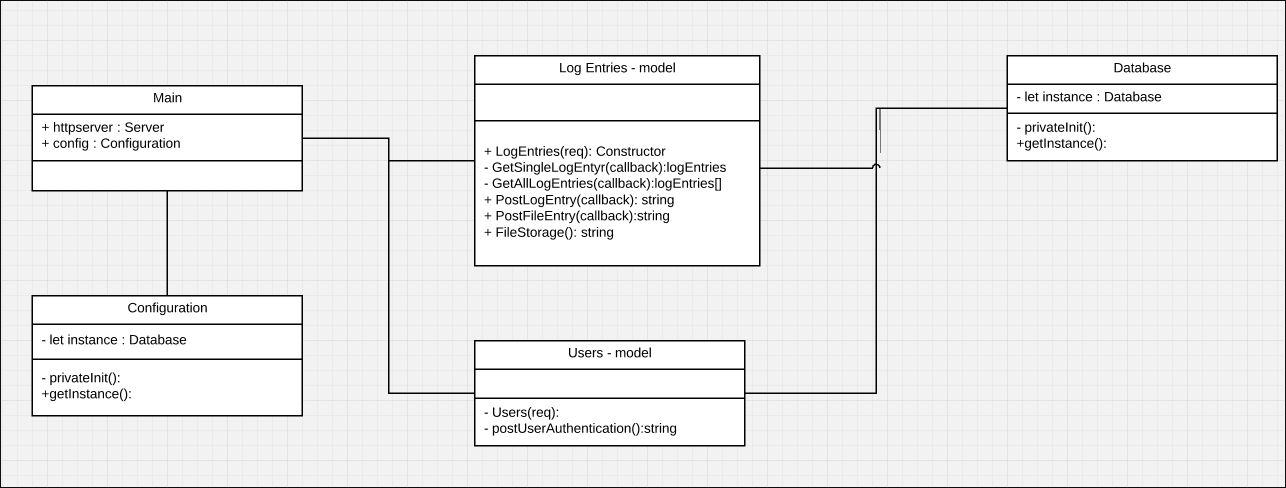 Main
+ httpserver : Server
+ config : Configuration
Configuration
- let instance : Database
- privateInit():
+getInstance():
Log Entries - model
+ LogEntries(req): Constructor
- GetSingleLogEntyr(callback):logEntries
- GetAllLogEntries(callback):logEntries[]
+ PostLogEntry(callback): string
+ PostFileEntry(callback):string
+ FileStorage(): string
Users - model
- Users(req):
- postUserAuthentication():string
Database
- let instance : Database
- privateInit():
+getInstance():